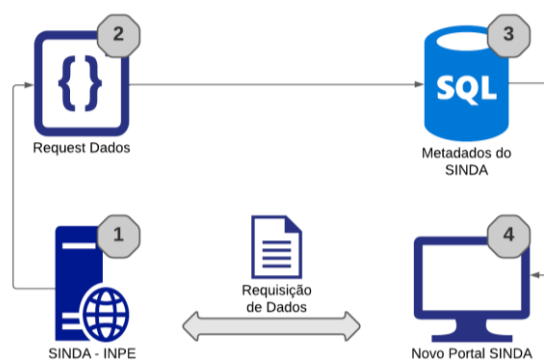 2
3
{}
SQL
Request Dados
Metadados do
SINDA
1
4
Requisição
de Dados
SINDA - INPE
Novo Portal SINDA